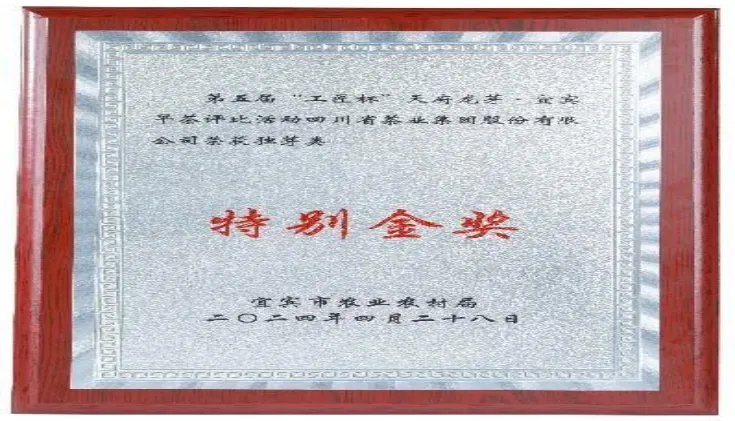 第五届“工匠杯”天府龙芽·宜宾
早茶评比活动四川省茶业集团股份有限
公司荣获独芽类
特别金奖
宜宾市农业农村局
二〇二四年四月二十八日